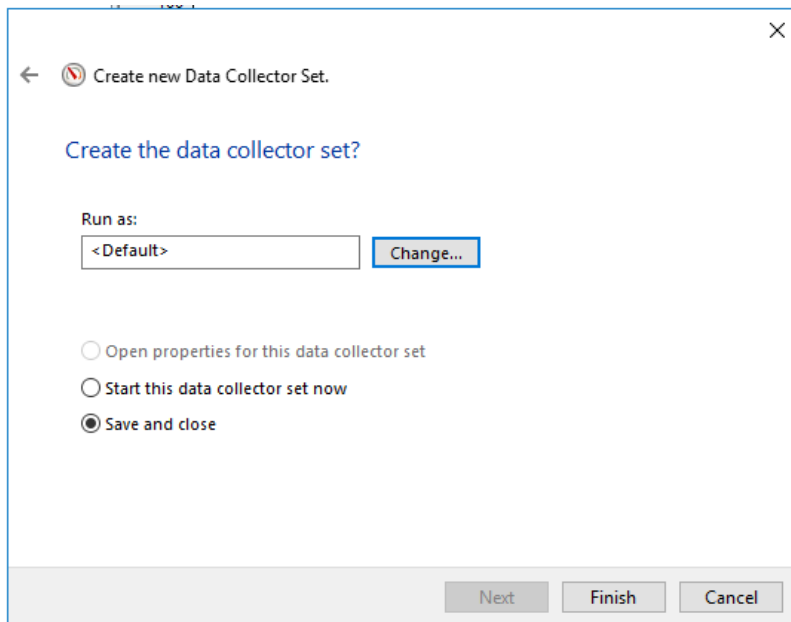 Create new Data Collector Set.
Create the data collector set?
Run as:
<Default>
Change...
Open properties for this data collector set
Start this data collector set now
Save and close
Next
Finish
Cancel